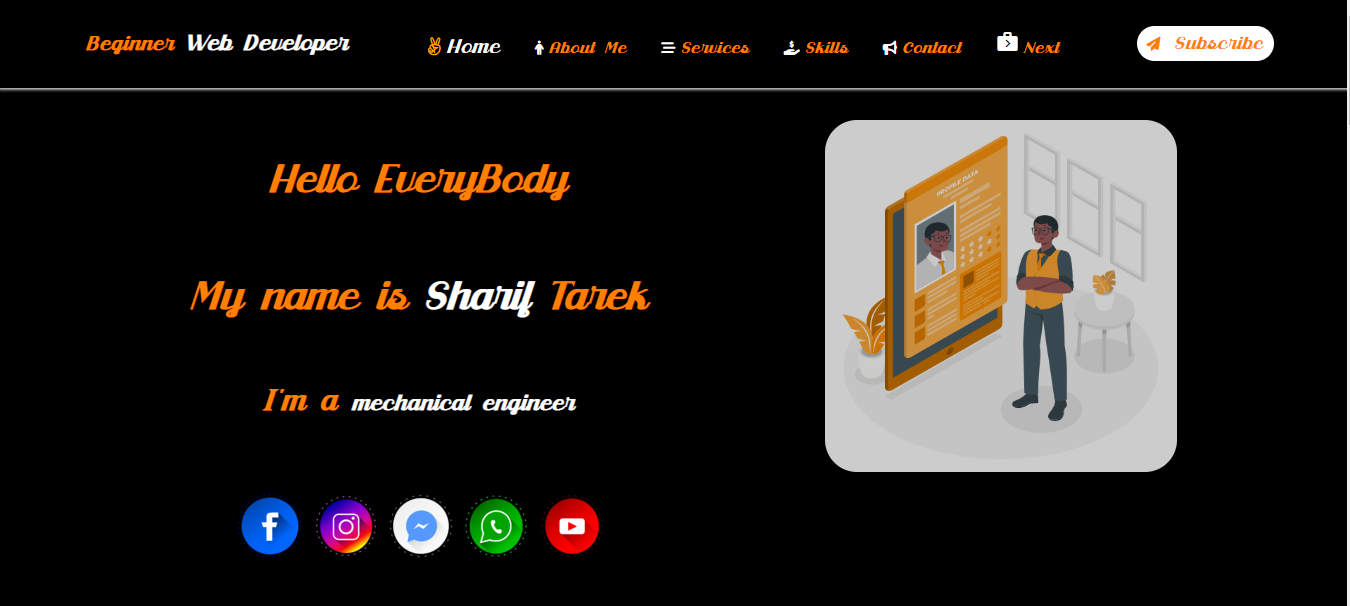 Beginner Web Developer
Home
About Me
Services
Skills
Contact
Next
Subscribe
Hello EveryBody
PROFILE DATA
My name is Sharif Tarek
I'm a mechanical engineer